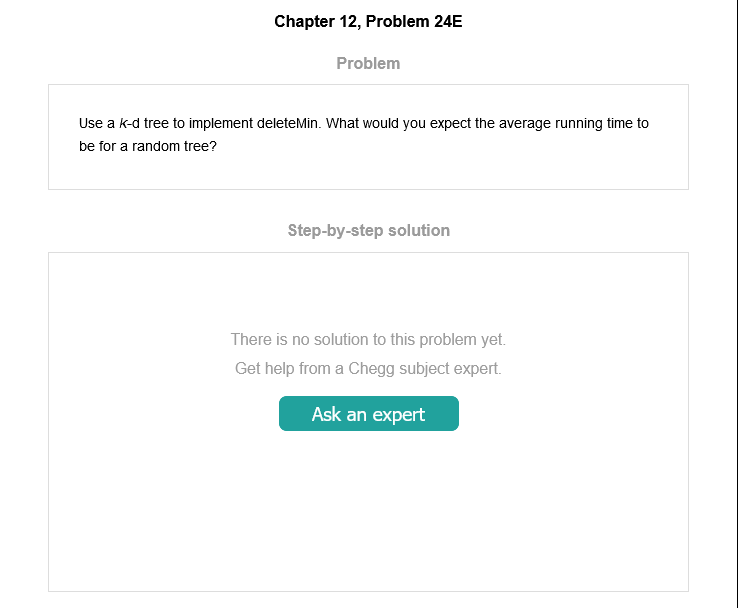 Chapter 12, Problem 24E
Problem
Use a k-d tree to implement deleteMin. What would you expect the average running time to
be for a random tree?
Step-by-step solution
There is no solution to this problem yet.
Get help from a Chegg subject expert.
Ask an expert